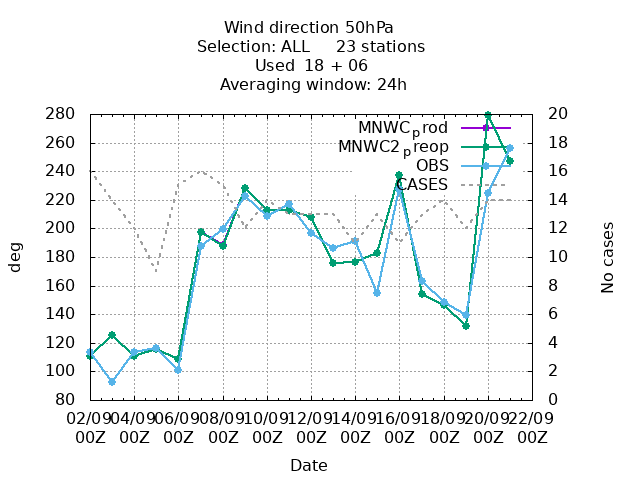 Wind direction 50hPa
Selection: ALL 23 stations
Used 18 + 06
Averaging window: 24h
280 260 240 220 200 180 160 140 120 100 80
20 18 16 14 12 10 8 6 4 2 0
deg
No cases
MNWCprod
MNWC2preop
OBS
CASES
02/09 04/09 06/09 08/09 10/09 12/09 14/09 16/09 18/09 20/09 22/09
00Z 00Z 00Z 00Z 00Z 00Z 00Z 00Z 00Z 00Z 00Z
Date